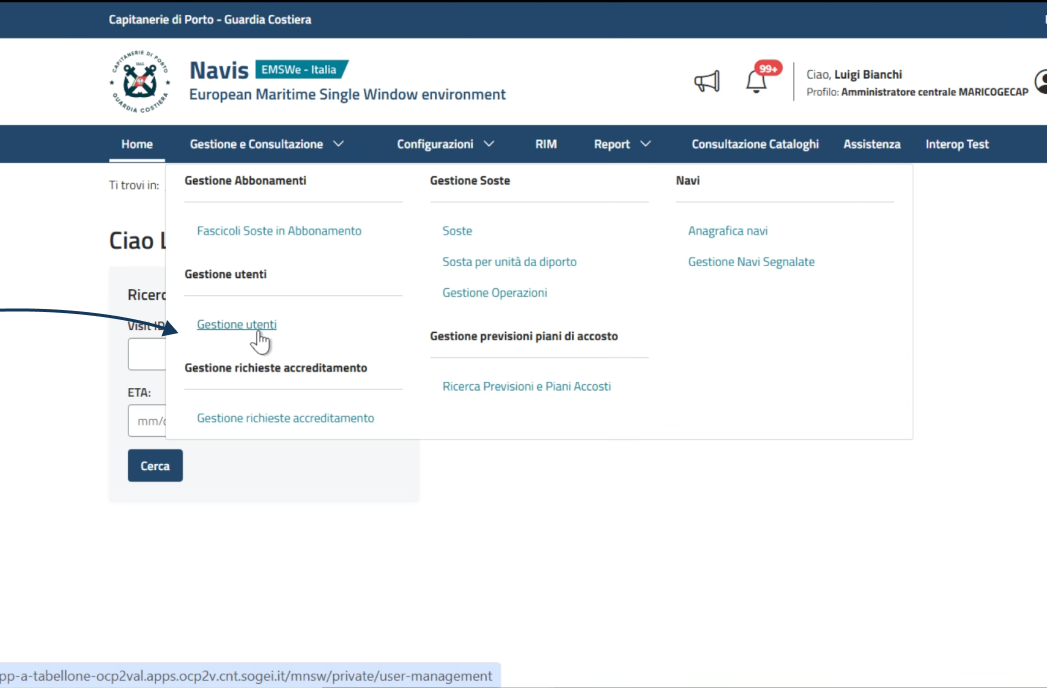 Capitanerie di Porto - Guardia Costiera
CAPITANERIE DI PORTO
GUARDIA COSTIERA
Navis EMSWe - Italia
European Maritime Single Window environment
99+
Ciao, Luigi Bianchi
Profilo: Amministratore centrale MARICOGECAP
Home Gestione e Consultazione Configurazioni RIM Report Consultazione Cataloghi Assistenza Interop Test
Ti trovi in:
Gestione Abbonamenti Gestione Soste Navi
Fascicoli Soste in Abbonamento Soste Anagrafica navi
Ciao L
Sosta per unità da diporto Gestione Navi Segnalate
Gestione utenti
Gestione Operazioni
Ricerc
Visit ID
Gestione utenti
Gestione previsioni piani di accosto
Gestione richieste accreditamento
Ricerca Previsioni e Piani Accosti
ETA:
mm/d
Gestione richieste accreditamento
Cerca
pp-a-tabellone-ocp2val.apps.ocp2v.cnt.sogei.it/mnsw/private/user-management